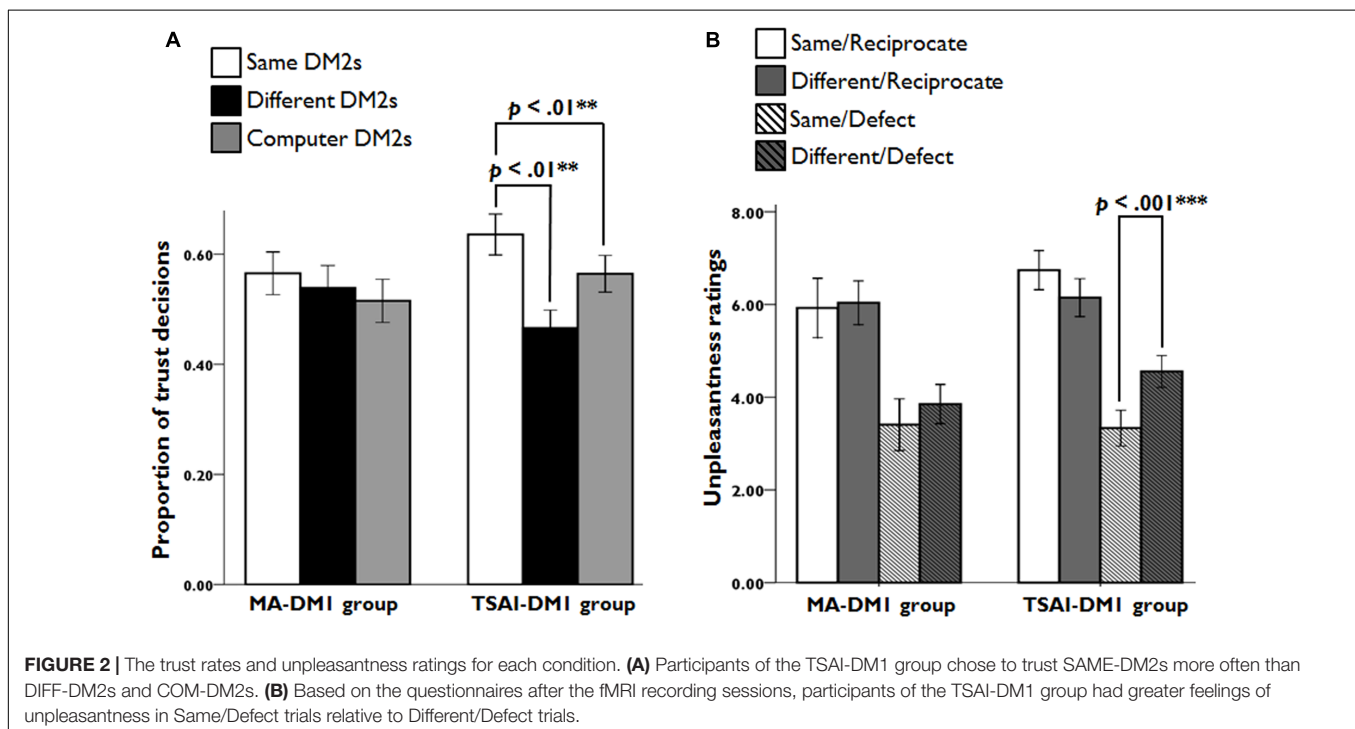 A
Same DM2s
Different DM2s
Computer DM2s
p < .01**
p < .01**
Proportion of trust decisions
0.60
0.40
0.20
0.00
MA-DM1 group
TSAI-DM1 group
B
Same/Reciprocate
Different/Reciprocate
Same/Defect
Different/Defect
p < .001***
Unpleasantness ratings
8.00
6.00
4.00
2.00
0.00
MA-DM1 group
TSAI-DM1 group
FIGURE 2 | The trust rates and unpleasantness ratings for each condition. (A) Participants of the TSAI-DM1 group chose to trust SAME-DM2s more often than
DIFF-DM2s and COM-DM2s. (B) Based on the questionnaires after the fMRI recording sessions, participants of the TSAI-DM1 group had greater feelings of
unpleasantness in Same/Defect trials relative to Different/Defect trials.